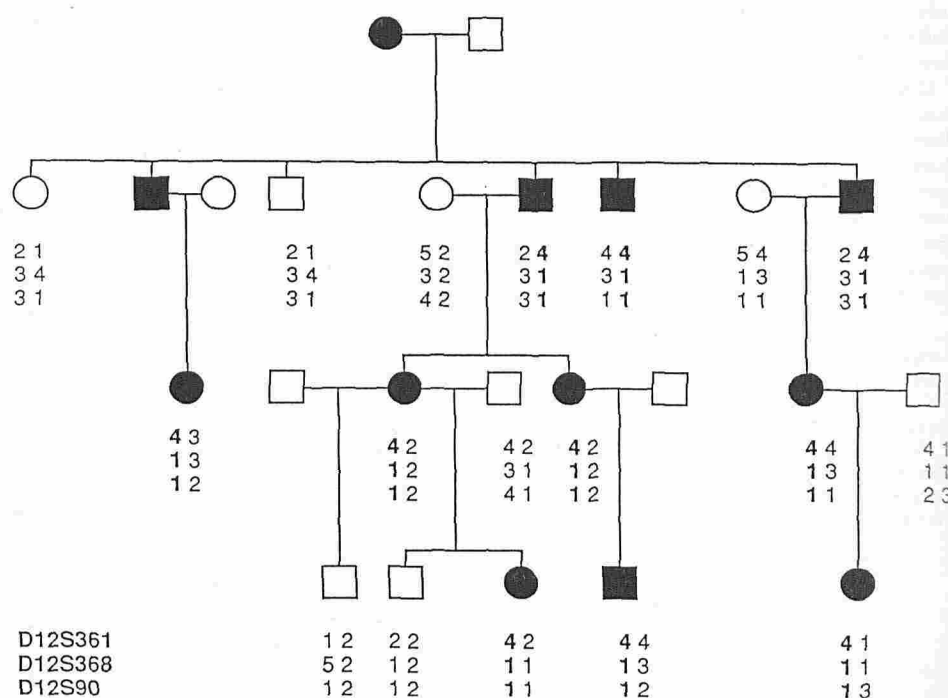 2 1 2 1 5 2 2 4 4 4 5 4 2 4
3 4 3 4 3 2 3 1 3 1 1 3 3 1
3 1 3 1 4 2 3 1 1 1 1 1 3 1
4 3 4 2 4 2 4 2 4 4 4 1
1 3 1 2 3 1 1 2 1 3 1 1
1 2 1 2 4 1 1 2 1 1 2 3
D12S361 1 2 2 2 4 2 4 4 4 1
D12S368 5 2 1 2 1 1 1 3 1 1
D12S90 1 2 1 2 1 1 1 2 1 3